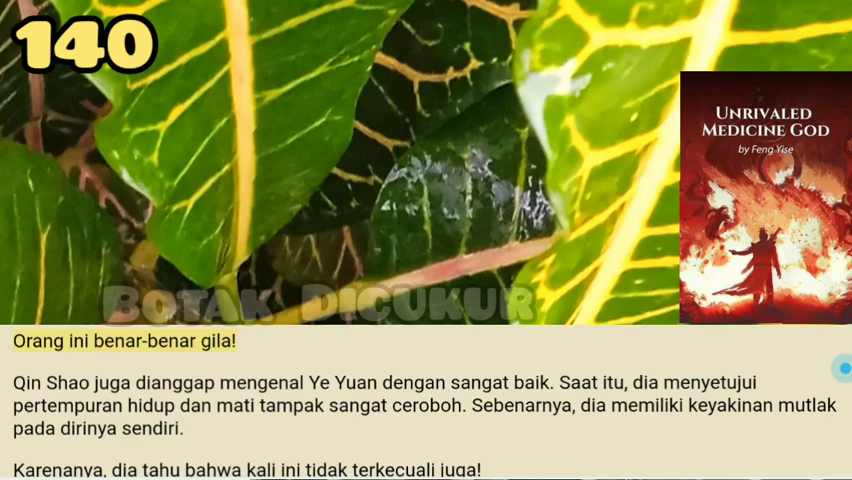 140
UNRIVALED
MEDICINE GOD
by Feng Yise
BOTAK DICUKUR
Orang ini benar-benar gila!
Qin Shao juga dianggap mengenal Ye Yuan dengan sangat baik. Saat itu, dia menyetujui
pertempuran hidup dan mati tampak sangat ceroboh. Sebenarnya, dia memiliki keyakinan mutlak
pada dirinya sendiri.
Karenanya, dia tahu bahwa kali ini tidak terkecuali juga!